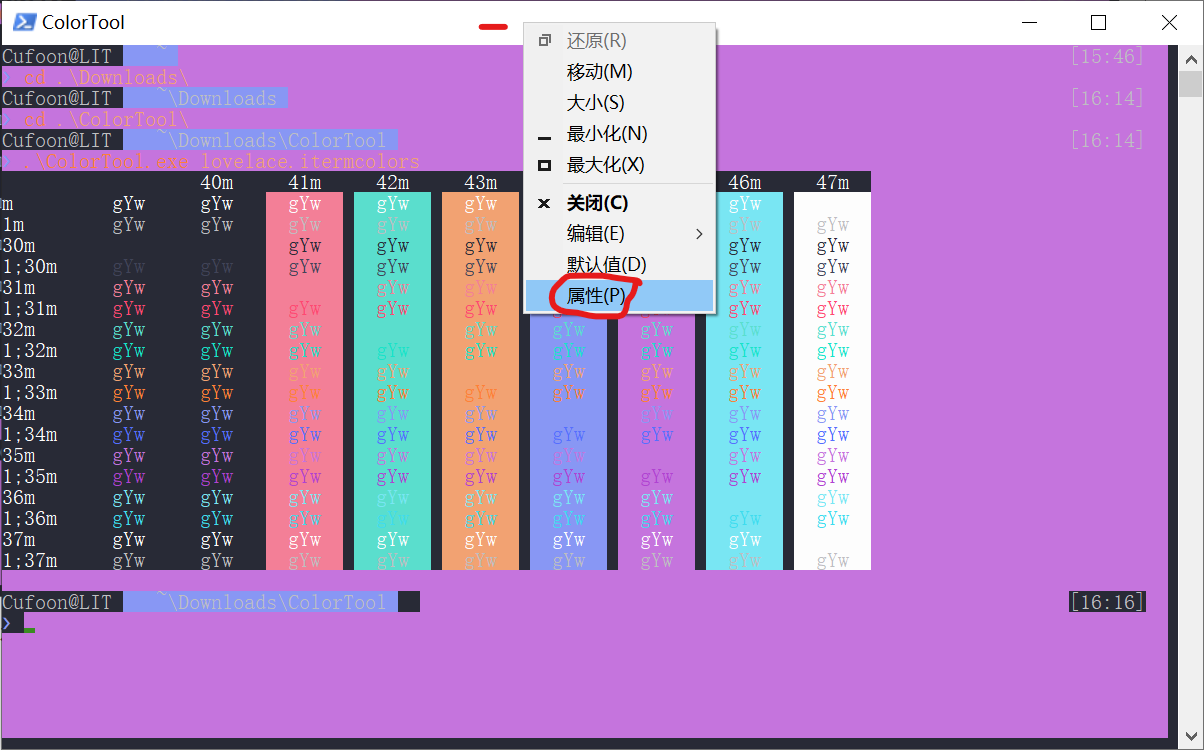 ColorTool
还原(R)
移动(M)
大小(S)
最小化(N)
最大化(X)
关闭(C)
编辑(E)
默认值(D)
属性(P)
Cufoon@LIT ~ [15:46]
❯ cd .\Downloads\
Cufoon@LIT ~\Downloads [16:14]
❯ cd .\ColorTool\
Cufoon@LIT ~\Downloads\ColorTool [16:14]
❯ .\ColorTool.exe lovelace.itermcolors
40m 41m 42m 43m 46m 47m
m gYw gYw gYw gYw gYw gYw
1m gYw gYw gYw gYw gYw gYw gYw
30m gYw gYw gYw gYw gYw
1;30m gYw gYw gYw gYw gYw gYw gYw
31m gYw gYw gYw gYw gYw gYw
1;31m gYw gYw gYw gYw gYw gYw gYw
32m gYw gYw gYw gYw gYw gYw gYw gYw
1;32m gYw gYw gYw gYw gYw gYw gYw gYw gYw
33m gYw gYw gYw gYw gYw gYw gYw gYw
1;33m gYw gYw gYw gYw gYw gYw gYw gYw gYw
34m gYw gYw gYw gYw gYw gYw gYw gYw
1;34m gYw gYw gYw gYw gYw gYw gYw gYw gYw
35m gYw gYw gYw gYw gYw gYw gYw gYw
1;35m gYw gYw gYw gYw gYw gYw gYw gYw gYw
36m gYw gYw gYw gYw gYw gYw gYw gYw
1;36m gYw gYw gYw gYw gYw gYw gYw gYw gYw
37m gYw gYw gYw gYw gYw gYw gYw gYw
1;37m gYw gYw gYw gYw gYw gYw gYw gYw gYw
Cufoon@LIT ~\Downloads\ColorTool [16:16]
❯